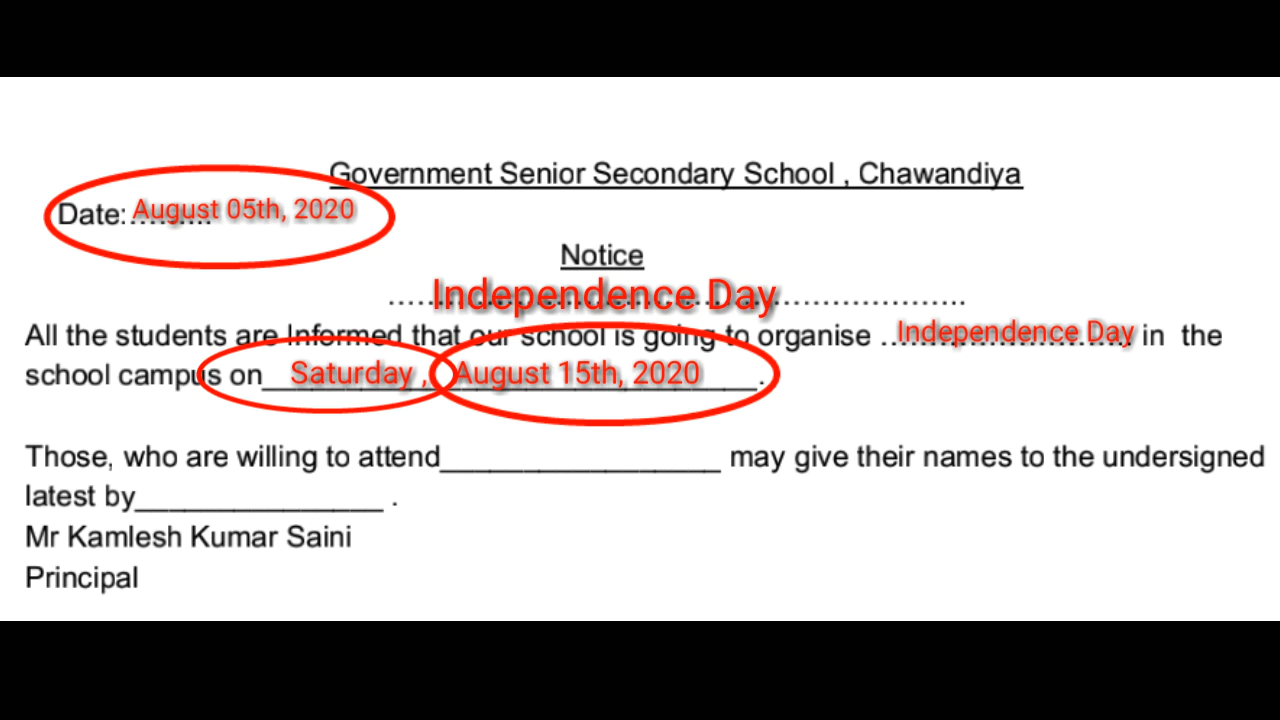 Government Senior Secondary School , Chawandiya
Date:......... August 05th, 2020
Notice
Independence Day
All the students are Informed that our school is going to organise Independence Day in the
school campus on Saturday , August 15th, 2020.
Those, who are willing to attend_________________ may give their names to the undersigned
latest by_______________ .
Mr Kamlesh Kumar Saini
Principal